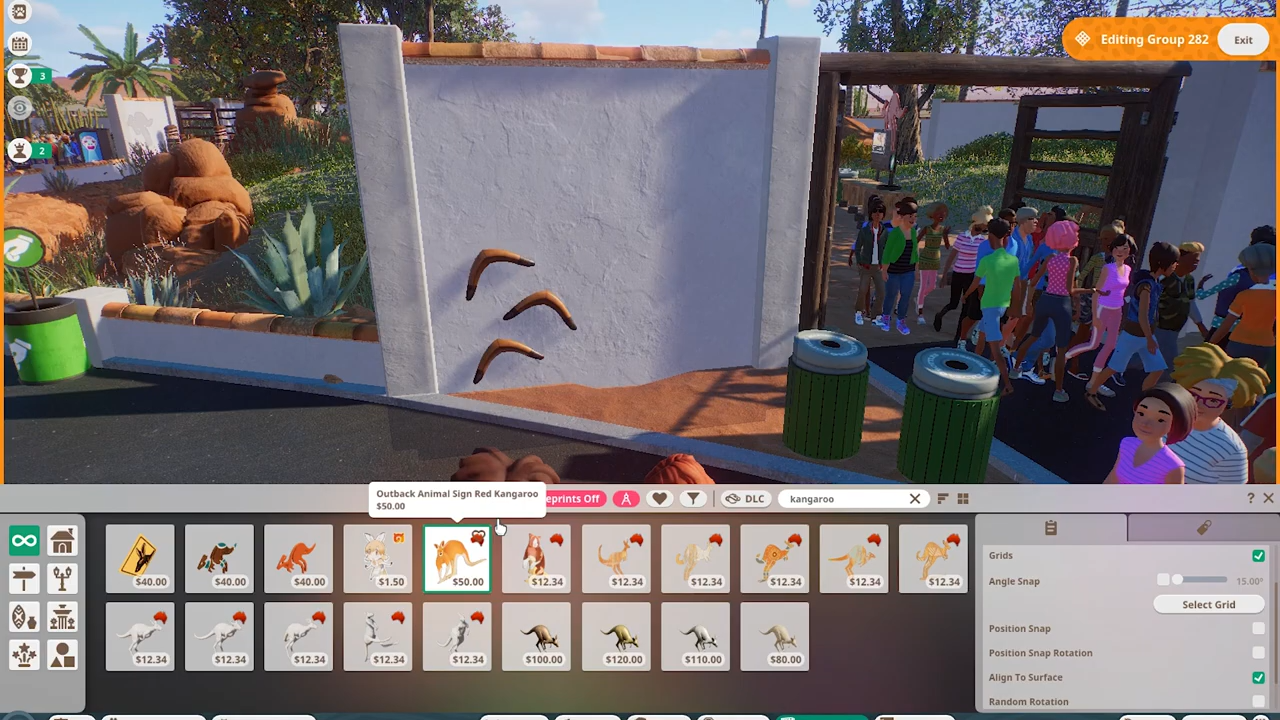 3
Editing Group 282
Exit
2
Outback Animal Sign Red Kangaroo
$50.00
eprints Off
DLC
kangaroo
?
$40.00
$40.00
$40.00
$1.50
$50.00
$12.34
$12.34
$12.34
$12.34
$12.34
$12.34
$12.34
$12.34
$12.34
$12.34
$12.34
$100.00
$120.00
$110.00
$80.00
Grids
Angle Snap
15.00°
Select Grid
Position Snap
Position Snap Rotation
Align To Surface
Random Rotation